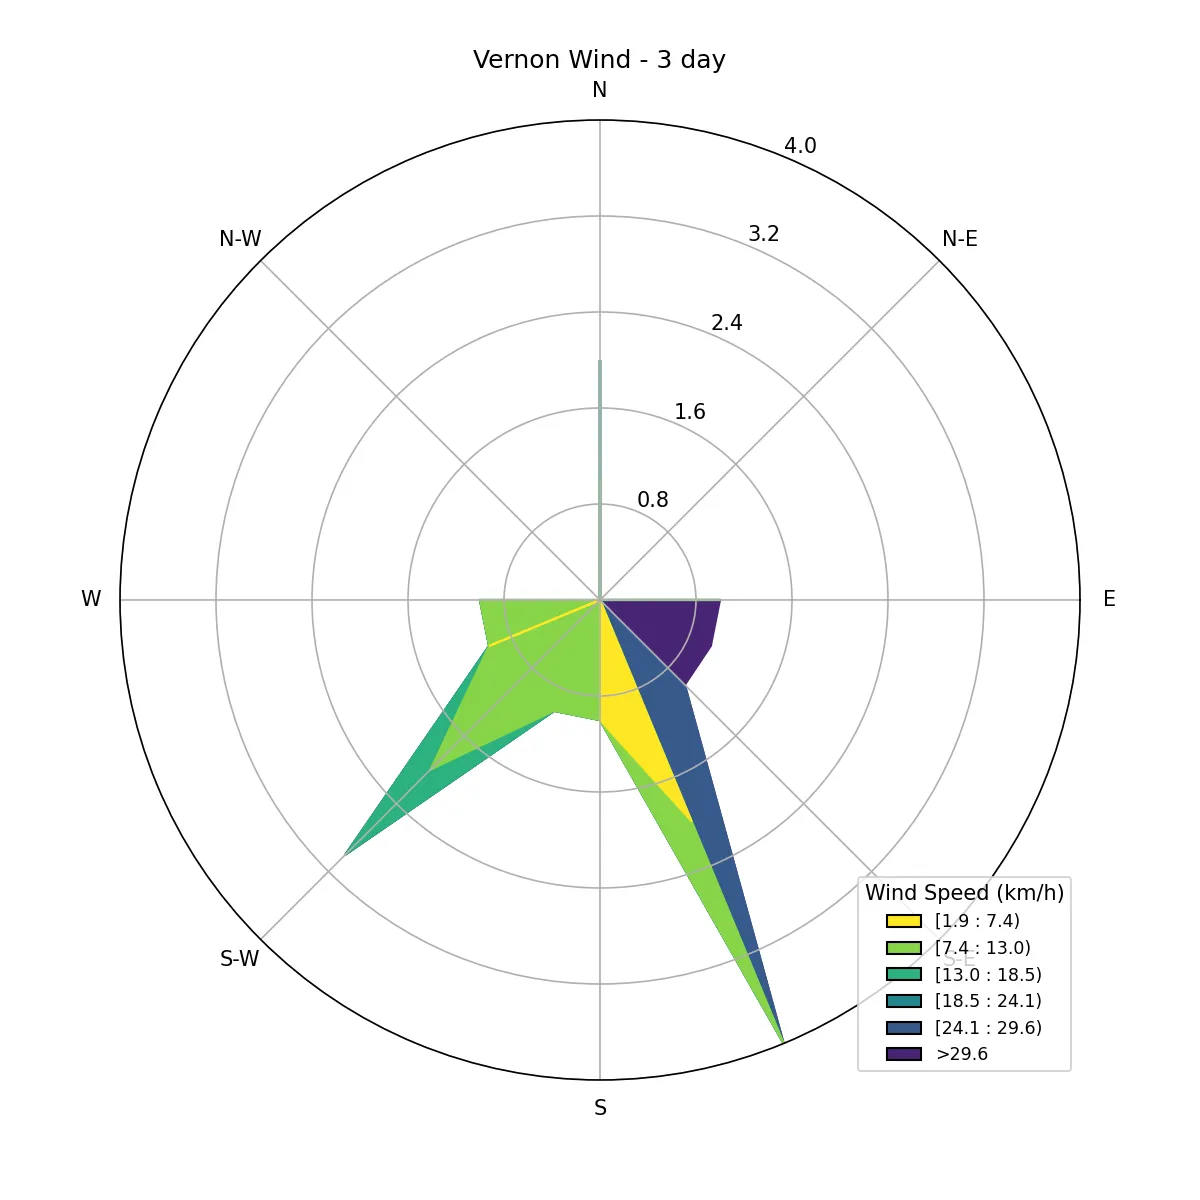 Vernon Wind - 3 day
N
4.0
N-W
3.2
N-E
2.4
1.6
0.8
W
E
Wind Speed (km/h)
[1.9 : 7.4)
[7.4 : 13.0)
S-W
S-E
[13.0 : 18.5)
[18.5 : 24.1)
[24.1 : 29.6)
>29.6
S